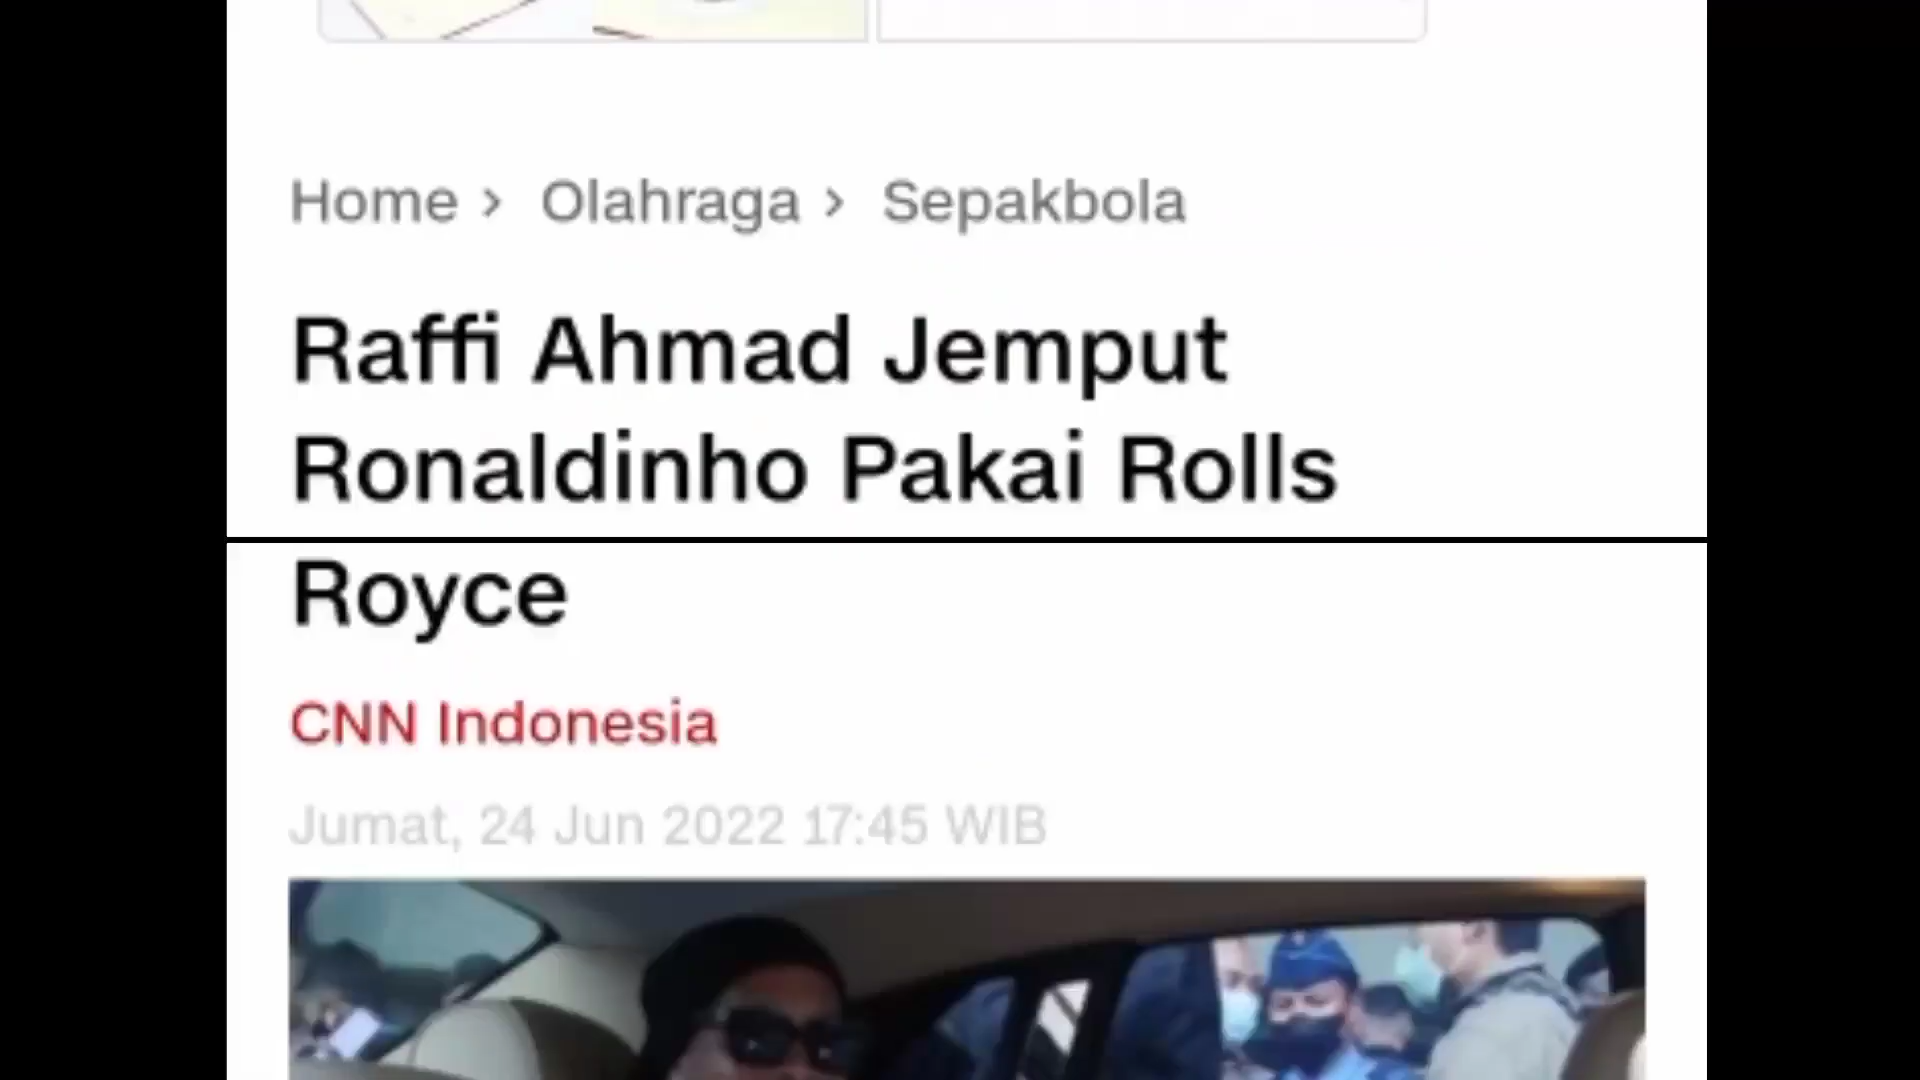 Home > Olahraga > Sepakbola
Raffi Ahmad Jemput
Ronaldinho Pakai Rolls
Royce
CNN Indonesia
Jumat, 24 Jun 2022 17:45 WIB